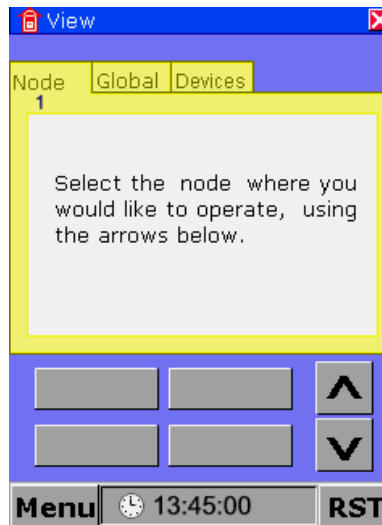 View
Node Global Devices
1
Select the node where you
would like to operate, using
the arrows below.
Menu 13:45:00 RST